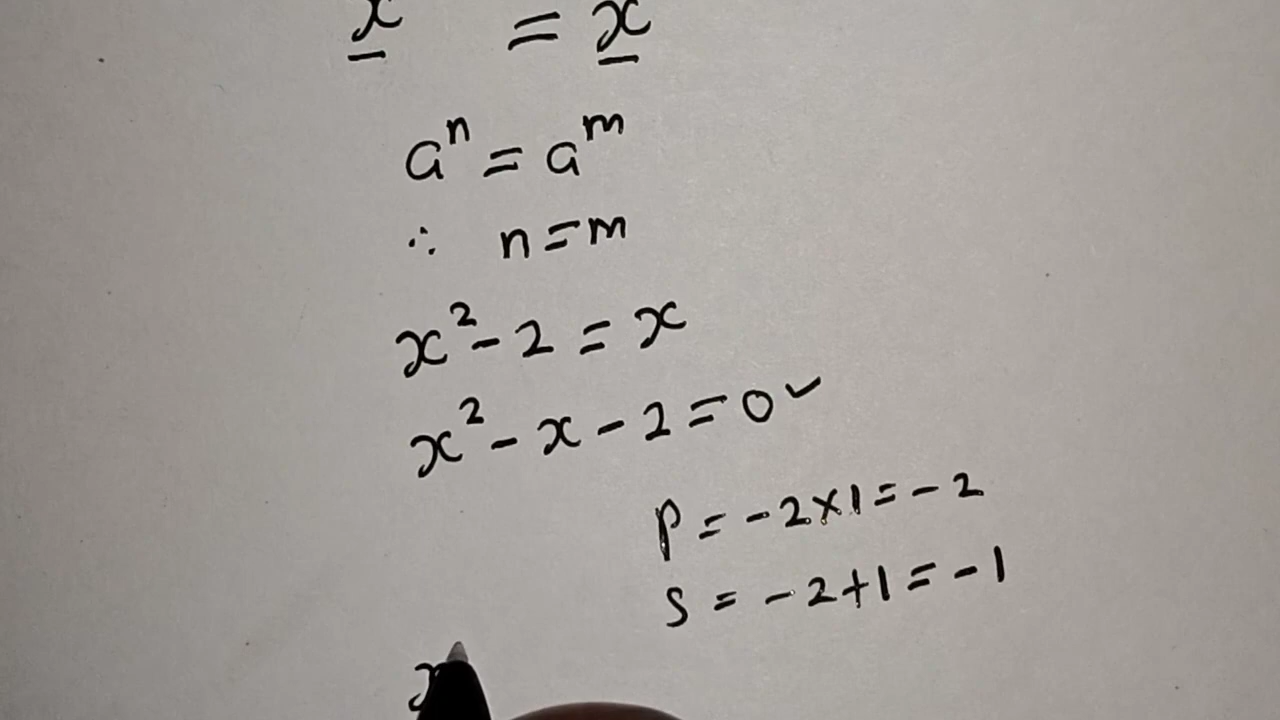 x = x
aⁿ = aᵐ
∴ n = m
x² - 2 = x
x² - x - 2 = 0 ✓
P = -2 × 1 = -2
S = -2 + 1 = -1
x